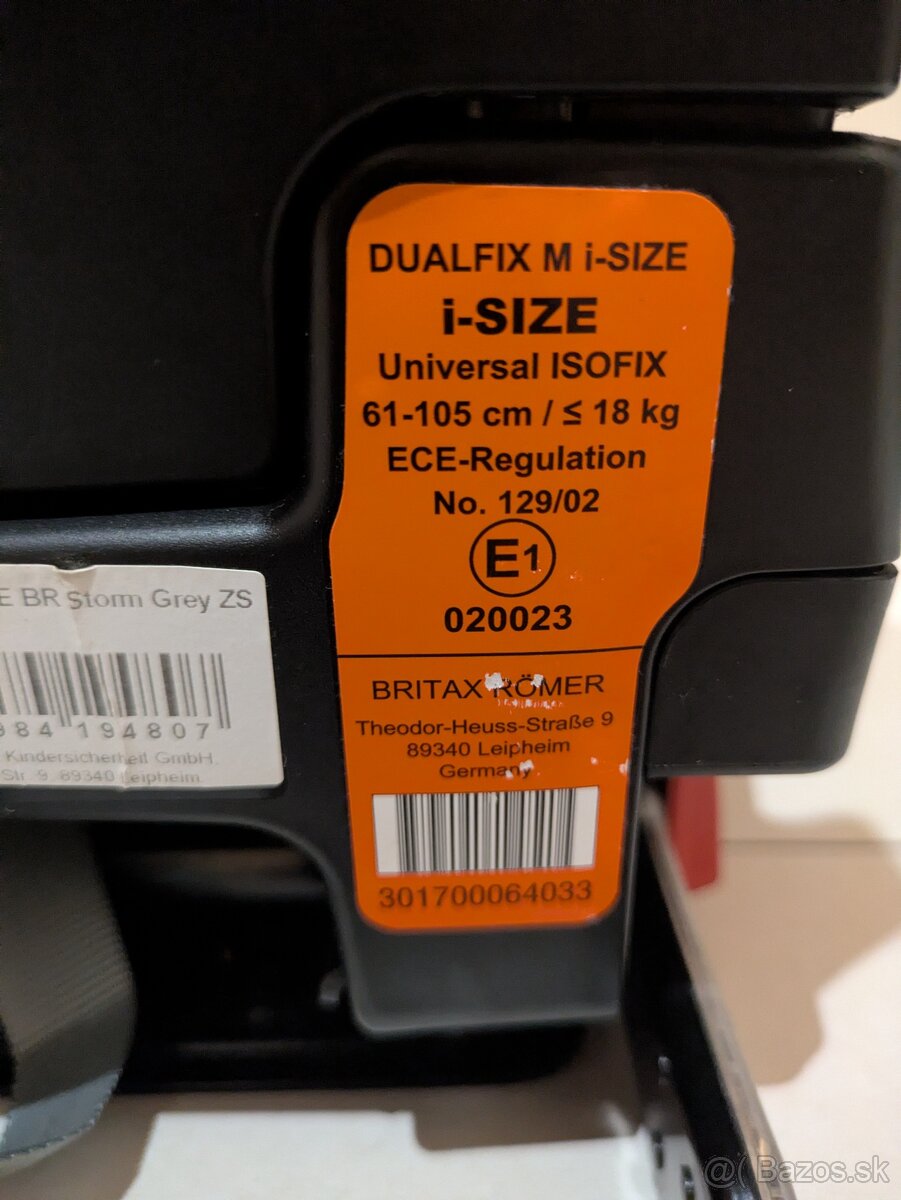 DUALFIX M i-SIZE
i-SIZE
Universal ISOFIX
61-105 cm / ≤ 18 kg
ECE-Regulation
No. 129/02
E1
020023
BRITAX RÖMER
Theodor-Heuss-Straße 9
89340 Leipheim
Germany
301700064033
E BR Storm Grey ZS
984 194807
Kindersicherheit GmbH.
Str. 9 89340 Leipheim
@( Bazos.sk